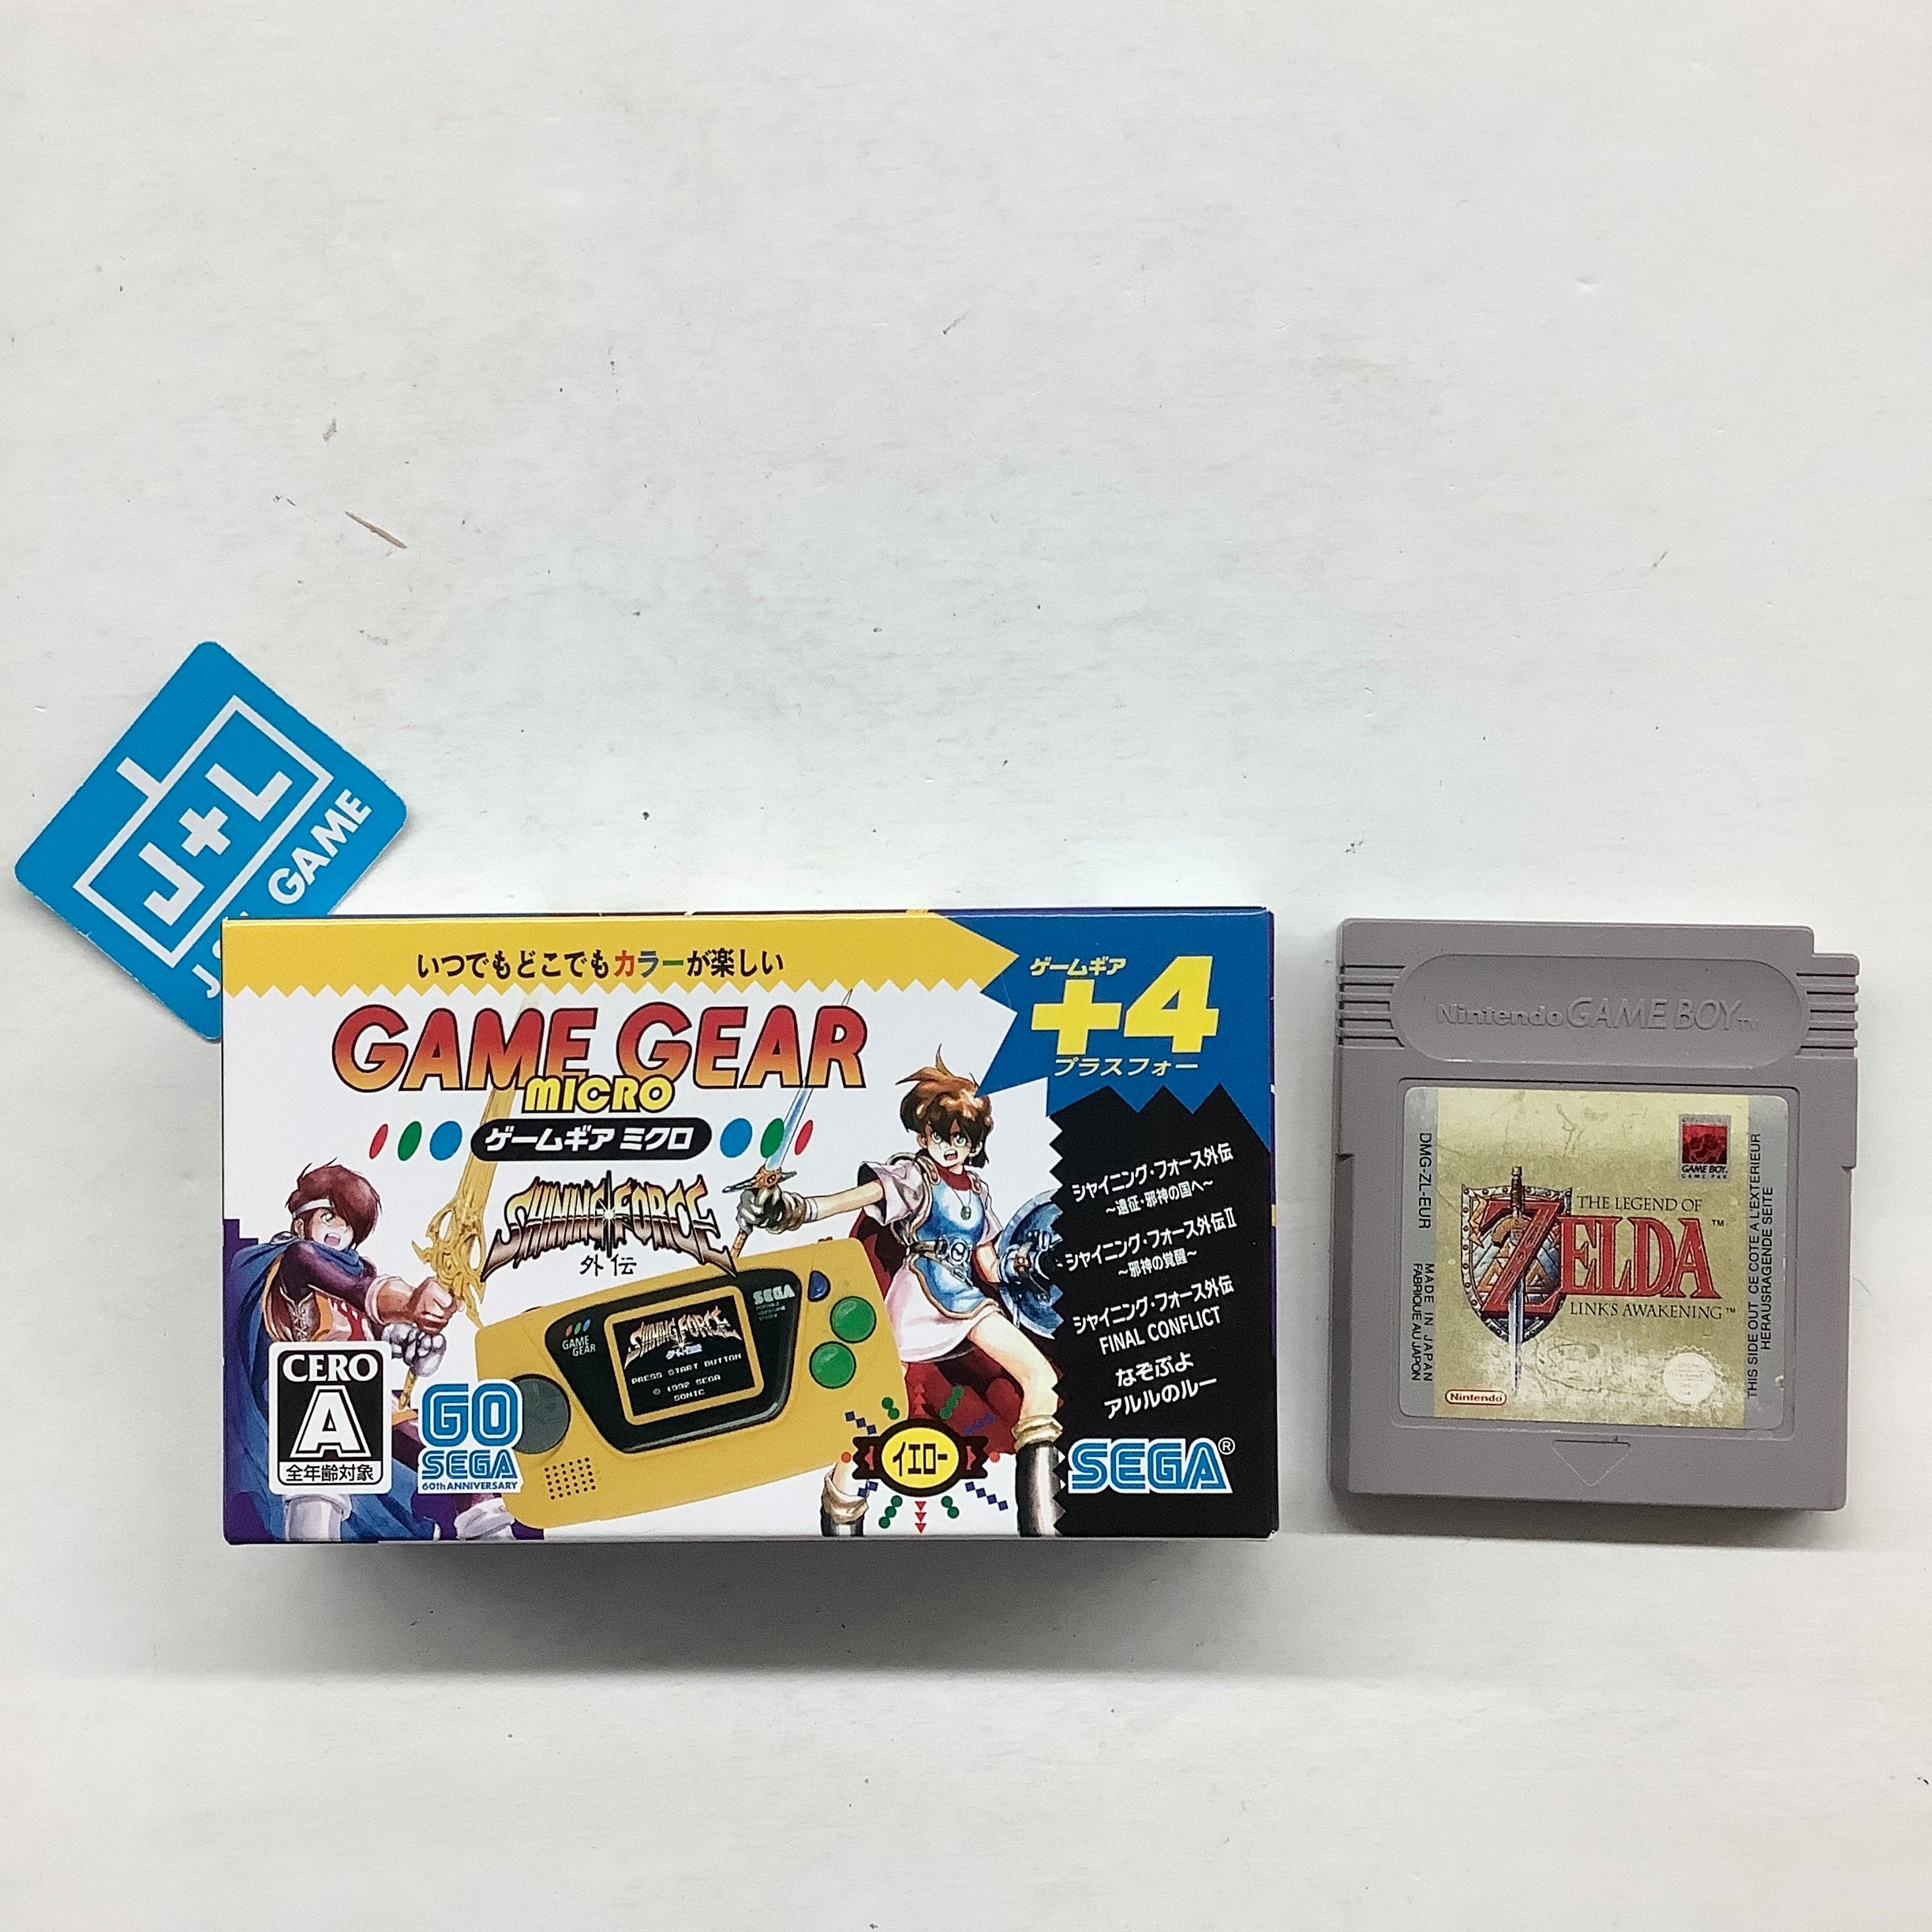 J+L
GAME
いつでもどこでもカラーが楽しい
GAME GEAR
MICRO
ゲームギア ミクロ
SHINING FORCE
外伝
ゲームギア
+4
プラスフォー
シャイニング・フォース外伝
～遠征・邪神の国へ～
シャイニング・フォース外伝II
～邪神の覚醒～
シャイニング・フォース外伝
FINAL CONFLICT
なぞぷよ
アルルのルー
SEGA®
GAME
GEAR
SEGA
SHINING FORCE
PRESS START BUTTON
© 1992 SEGA
SONIC
イエロー
CERO
A
全年齢対象
GO
SEGA
60th ANNIVERSARY
Nintendo GAME BOY TM
DMG-ZL-EUR
MADE IN JAPAN
FABRIQUE AU JAPON
GAME BOY
GAME PAK
THE LEGEND OF
ZELDA™
LINK'S AWAKENING™
Nintendo
THIS SIDE OUT CE COTE A L'EXTERIEUR
HERAUSRAGENDE SEITE